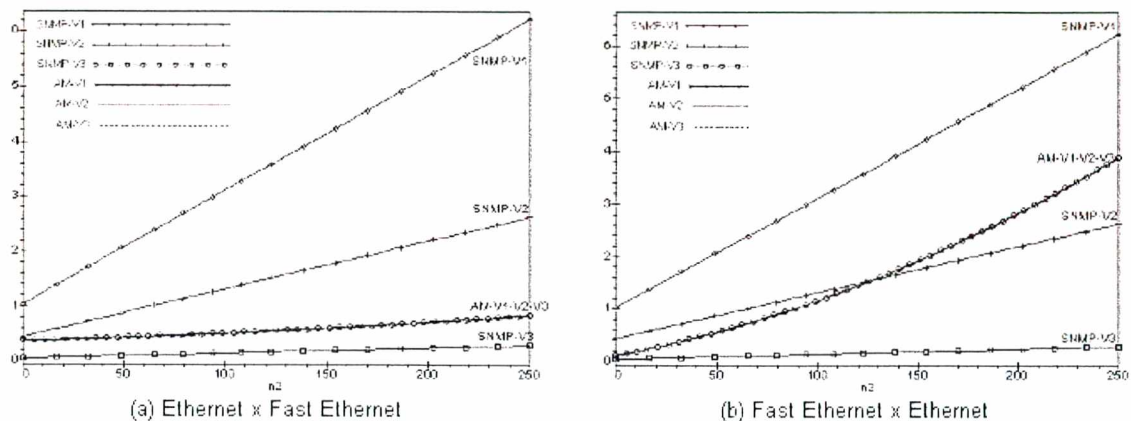 SNMP-V1
SNMP-V2
SNMP-V3
AM-V1
AM-V2
AM-V3
6
5
4
3
2
1
0
SNMP-V1
SNMP-V2
AM-V1-V2-V3
SNMP-V3
0 50 100 150 200 250
n2
(a) Ethernet x Fast Ethernet
SNMP-V1
SNMP-V2
SNMP-V3
AM-V1
AM-V2
AM-V3
6
5
4
3
2
1
0
SNMP-V1
AM-V1-V2-V3
SNMP-V2
SNMP-V3
0 50 100 150 200 250
n2
(b) Fast Ethernet x Ethernet